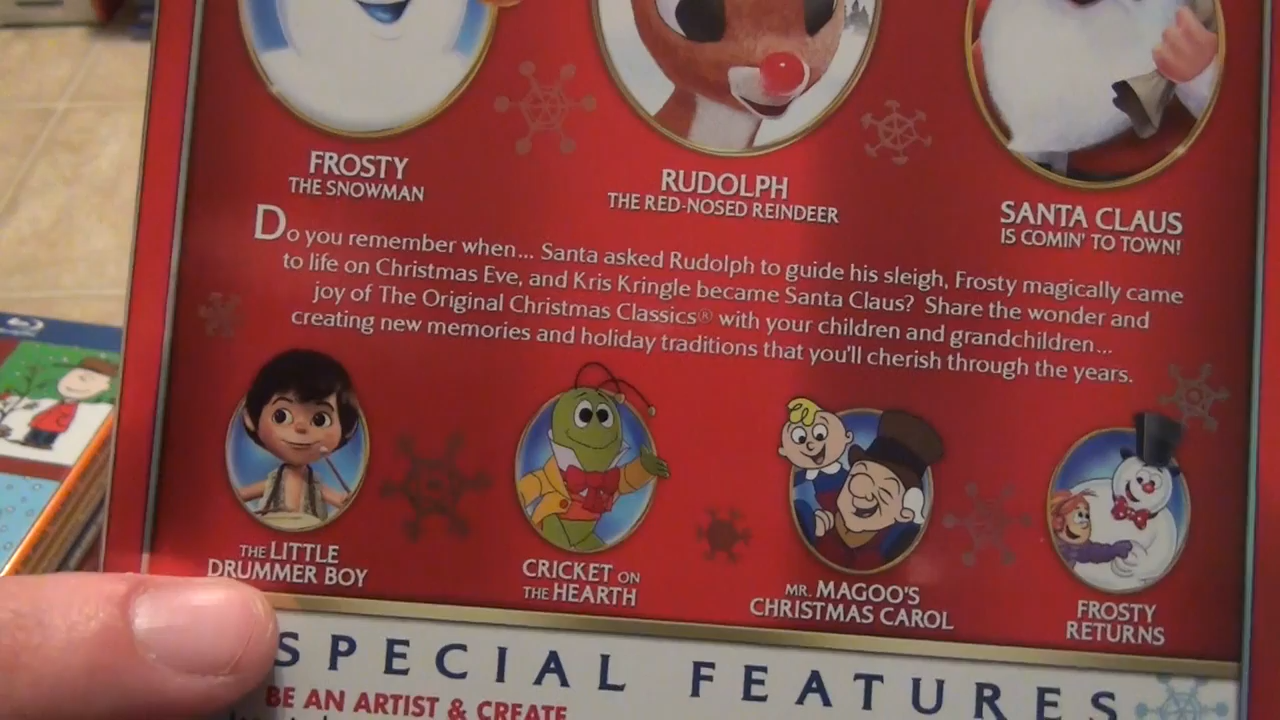 FROSTY
THE SNOWMAN
RUDOLPH
THE RED-NOSED REINDEER
SANTA CLAUS
IS COMIN' TO TOWN!
Do you remember when... Santa asked Rudolph to guide his sleigh, Frosty magically came
to life on Christmas Eve, and Kris Kringle became Santa Claus? Share the wonder and
joy of The Original Christmas Classics® with your children and grandchildren...
creating new memories and holiday traditions that you'll cherish through the years.
THE LITTLE
DRUMMER BOY
CRICKET ON
THE HEARTH
MR. MAGOO'S
CHRISTMAS CAROL
FROSTY
RETURNS
SPECIAL FEATURES
BE AN ARTIST & CREATE